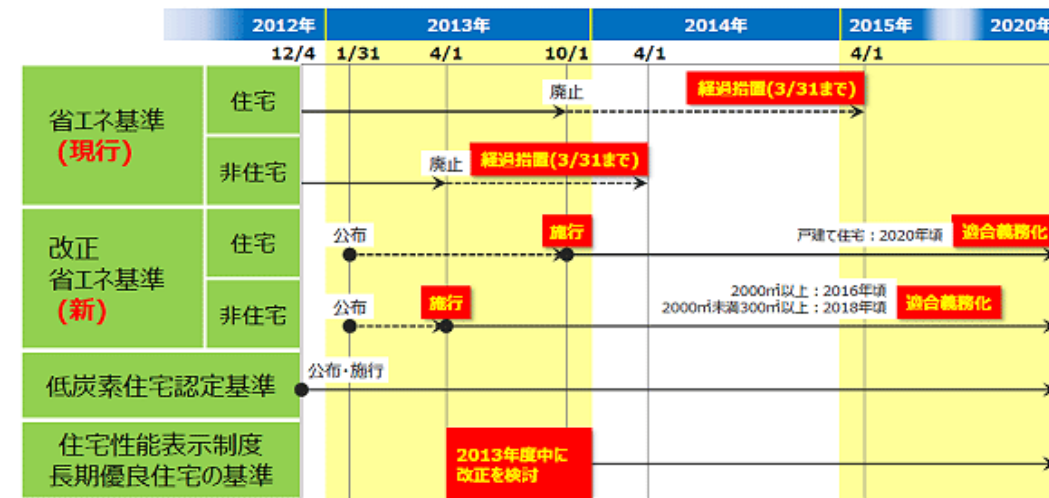 2012年 2013年 2014年 2015年 2020年
12/4 1/31 4/1 10/1 4/1 4/1
省エネ基準
(現行)
住宅
廃止
経過措置(3/31まで)
非住宅
廃止
経過措置(3/31まで)
改正
省エネ基準
(新)
住宅
公布
施行
戸建て住宅：2020年頃
適合義務化
非住宅
公布
施行
2000㎡以上：2016年頃
2000㎡未満300㎡以上：2018年頃
適合義務化
低炭素住宅認定基準
公布・施行
住宅性能表示制度
長期優良住宅の基準
2013年度中に
改正を検討